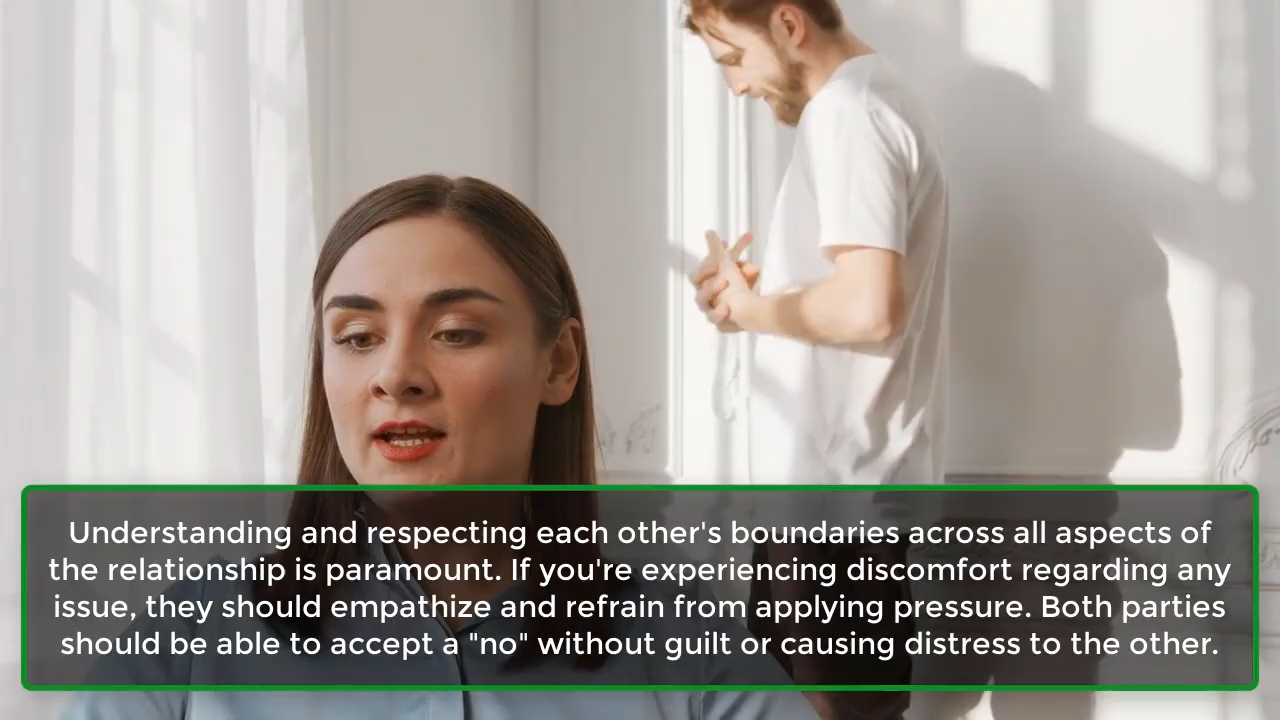 Understanding and respecting each other's boundaries across all aspects of
the relationship is paramount. If you're experiencing discomfort regarding any
issue, they should empathize and refrain from applying pressure. Both parties
should be able to accept a "no" without guilt or causing distress to the other.